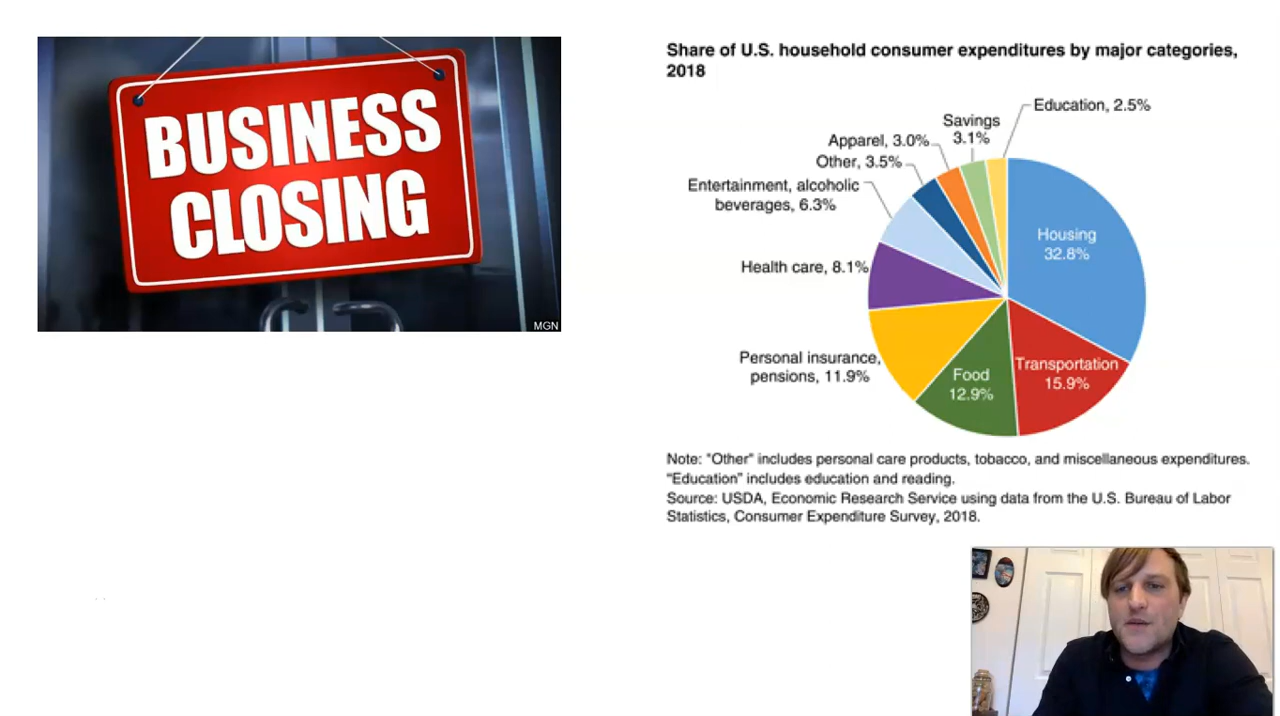 BUSINESS
CLOSING
MGN
Share of U.S. household consumer expenditures by major categories,
2018
Education, 2.5%
Savings
3.1%
Apparel, 3.0%
Other, 3.5%
Entertainment, alcoholic
beverages, 6.3%
Housing
32.8%
Health care, 8.1%
Personal insurance,
pensions, 11.9%
Food
12.9%
Transportation
15.9%
Note: "Other" includes personal care products, tobacco, and miscellaneous expenditures.
"Education" includes education and reading.
Source: USDA, Economic Research Service using data from the U.S. Bureau of Labor
Statistics, Consumer Expenditure Survey, 2018.